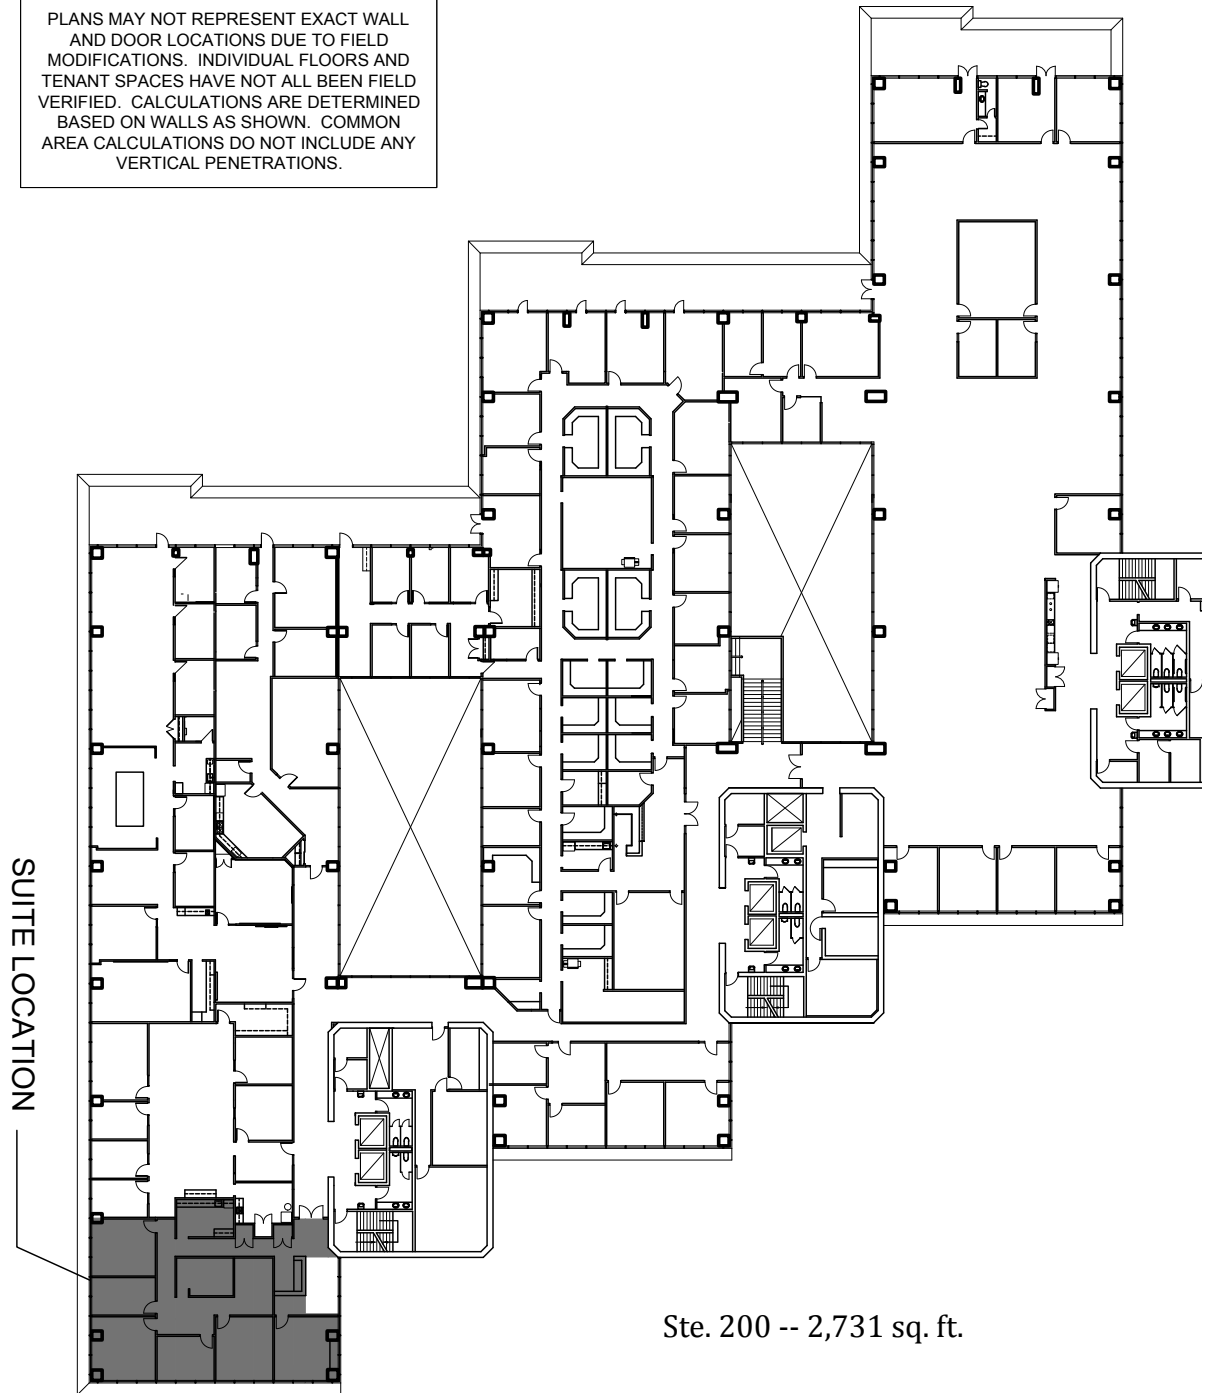 PLANS MAY NOT REPRESENT EXACT WALL
AND DOOR LOCATIONS DUE TO FIELD
MODIFICATIONS. INDIVIDUAL FLOORS AND
TENANT SPACES HAVE NOT ALL BEEN FIELD
VERIFIED. CALCULATIONS ARE DETERMINED
BASED ON WALLS AS SHOWN. COMMON
AREA CALCULATIONS DO NOT INCLUDE ANY
VERTICAL PENETRATIONS.
SUITE LOCATION
Ste. 200 -- 2,731 sq. ft.